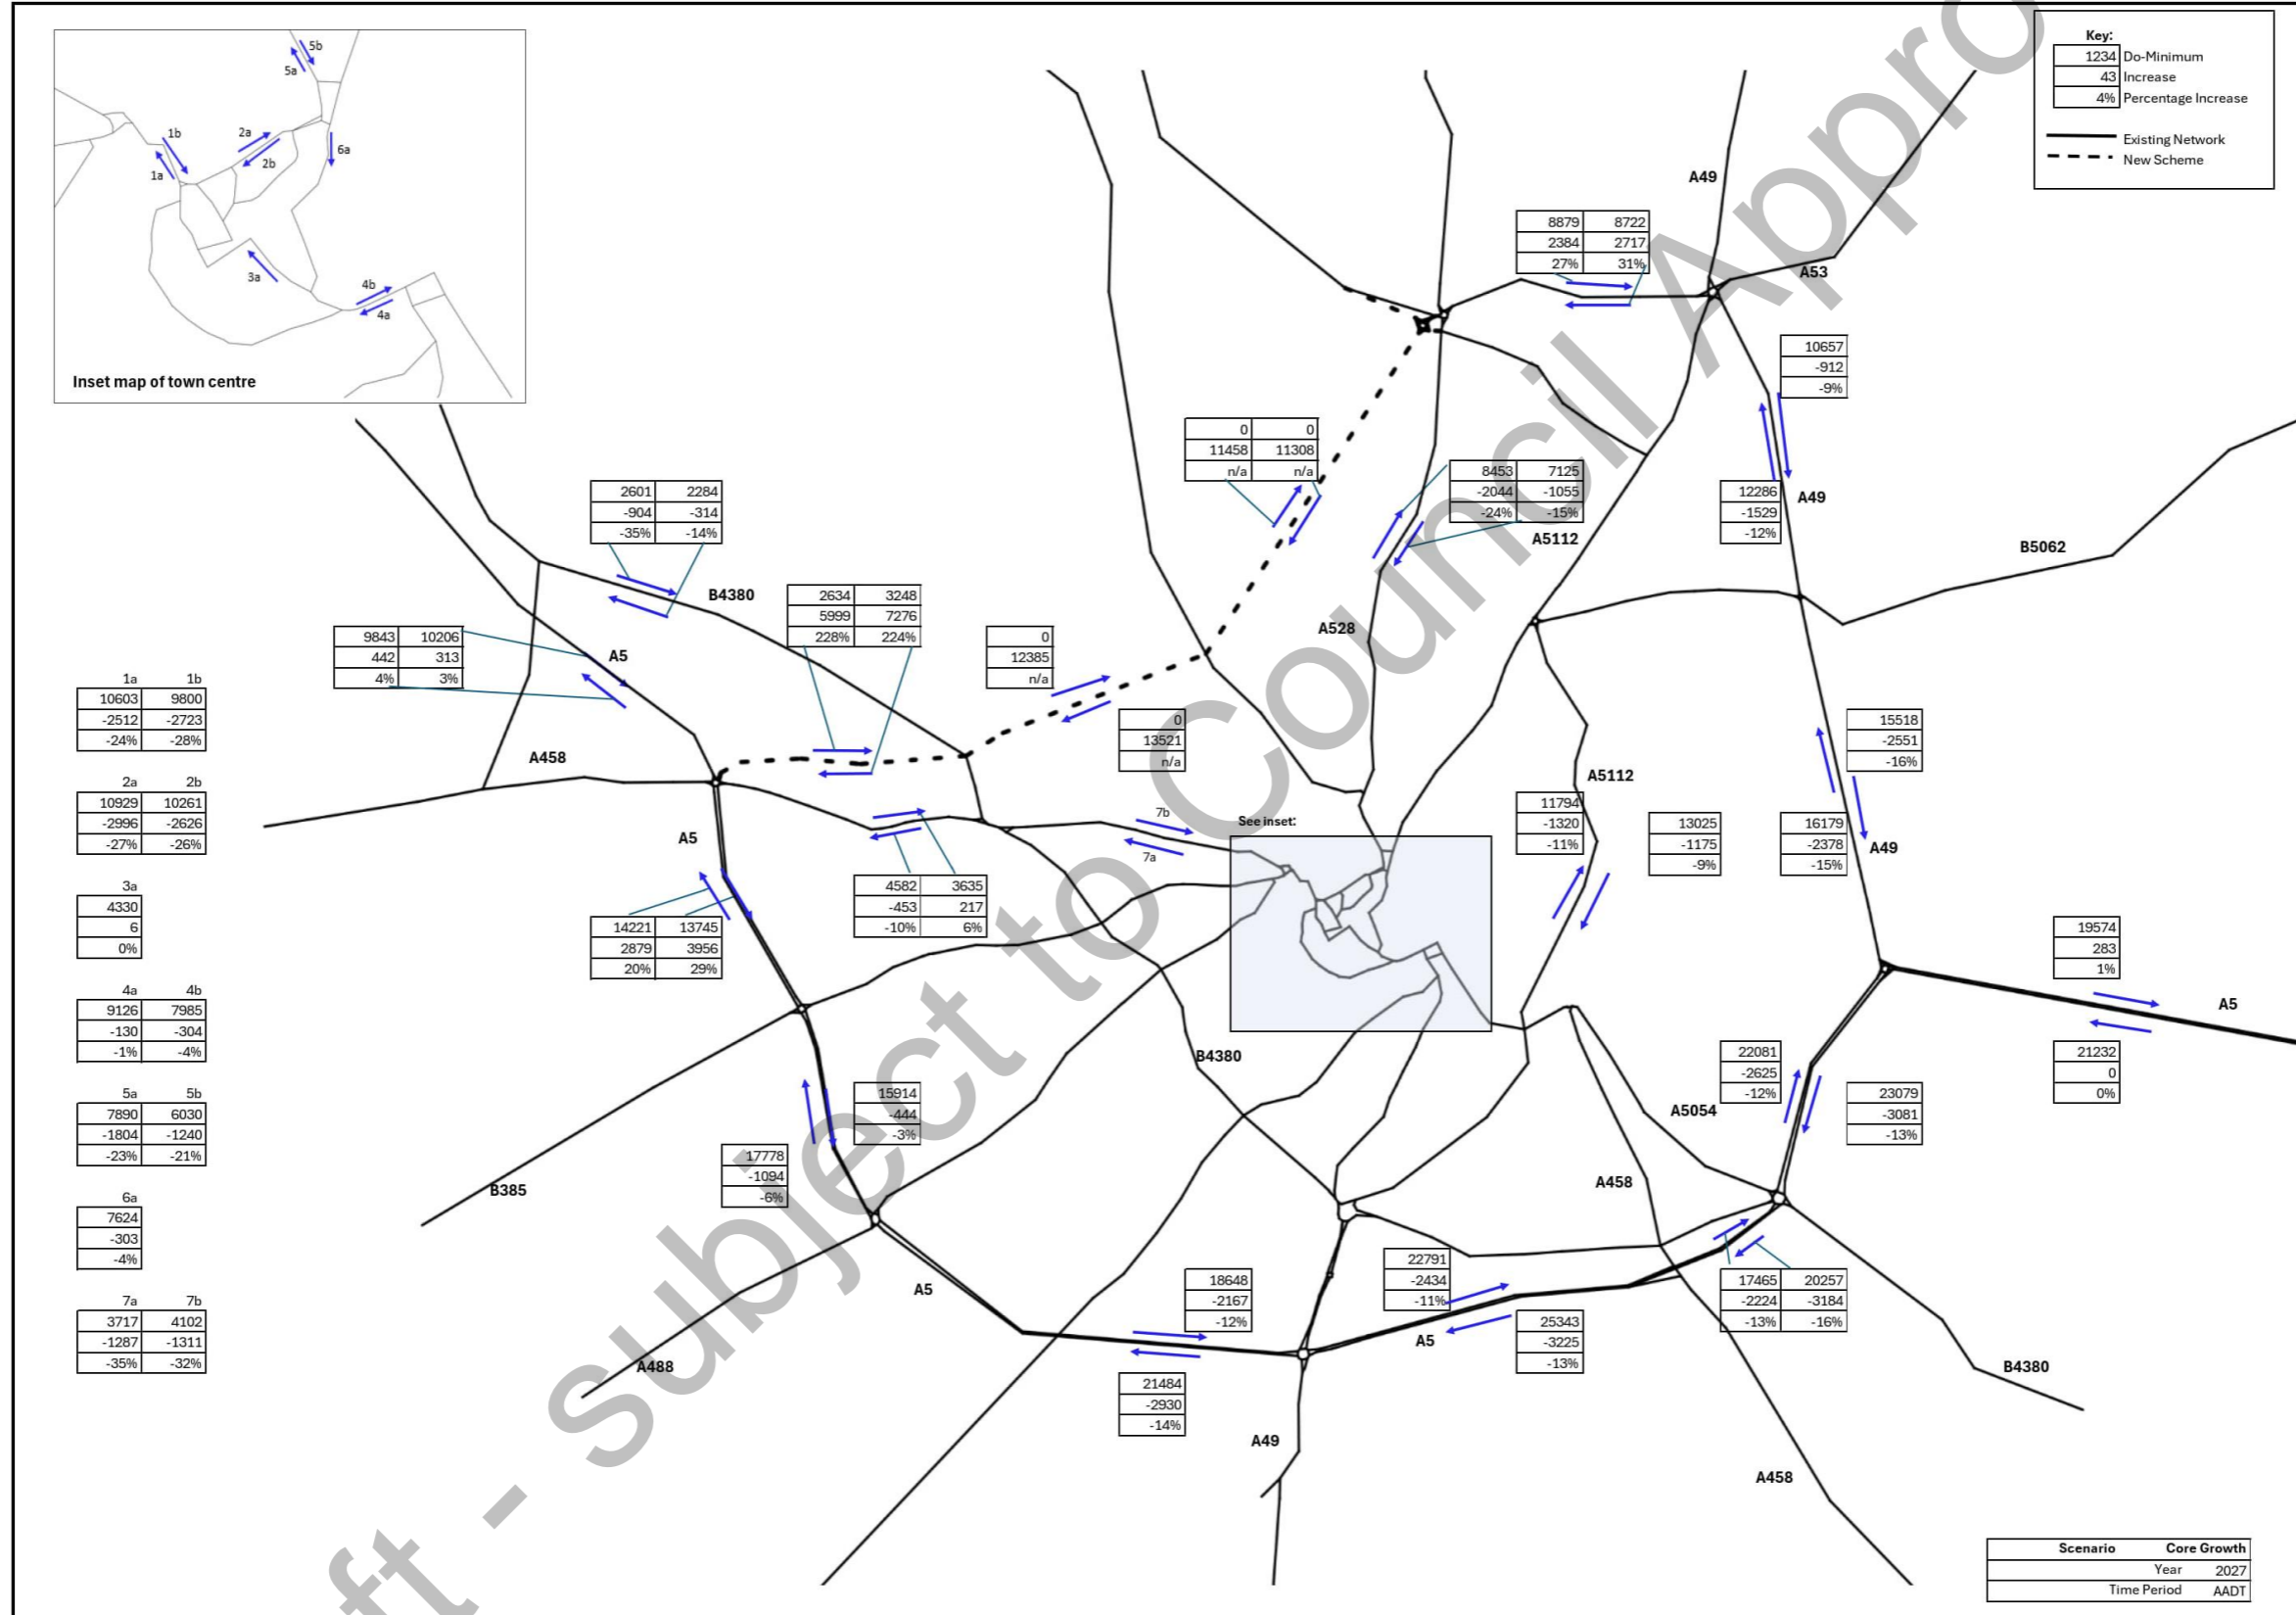 5b
5a
1b
2a
2b
6a
1a
3a
4b
4a
Inset map of town centre
Key:
1234 Do-Minimum
43 Increase
4% Percentage Increase
Existing Network
New Scheme
A49
8879 8722
2384 2717
27% 31%
A53
10657
-912
-9%
0 0
11458 11308
n/a n/a
8453 7125
-2044 -1055
-24% -15%
A5112
12286
-1529
-12%
A49
B5062
2601 2284
-904 -314
-35% -14%
B4380
2634 3248
5999 7276
228% 224%
9843 10206
442 313
4% 3%
A5
0
12385
n/a
A528
0
13521
n/a
15518
-2551
-16%
A458
A5112
A5
7b
7a
See inset:
11794
-1320
-11%
13025
-1175
-9%
16179
-2378
-15%
A49
4582 3635
-453 217
-10% 6%
14221 13745
2879 3956
20% 29%
19574
283
1%
A5
21232
0
0%
B4380
22081
-2625
-12%
23079
-3081
-13%
A5054
15914
-444
-3%
17778
-1094
-6%
B385
A458
A5
18648
-2167
-12%
22791
-2434
-11%
A5
25343
-3225
-13%
17465 20257
-2224 -3184
-13% -16%
A488
B4380
21484
-2930
-14%
A49
A458
1a 1b
10603 9800
-2512 -2723
-24% -28%
2a 2b
10929 10261
-2996 -2626
-27% -26%
3a
4330
6
0%
4a 4b
9126 7985
-130 -304
-1% -4%
5a 5b
7890 6030
-1804 -1240
-23% -21%
6a
7624
-303
-4%
7a 7b
3717 4102
-1287 -1311
-35% -32%
Scenario Core Growth
Year 2027
Time Period AADT
ft - subject to Council Appro